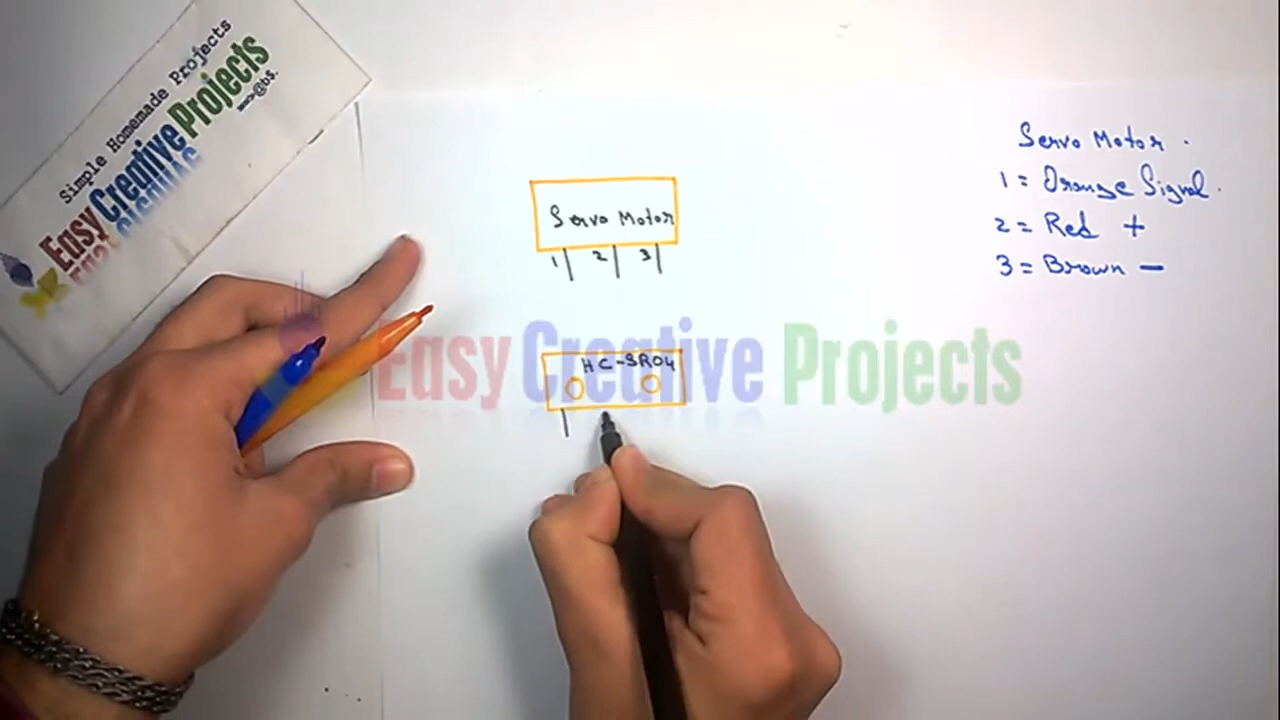 Simple Homemade Projects
Easy Creative Projects
Servo Motor
1 2 3
HC-SR04
Easy Creative Projects
Servo Motor.
1 = Orange Signal.
2 = Red +
3 = Brown -